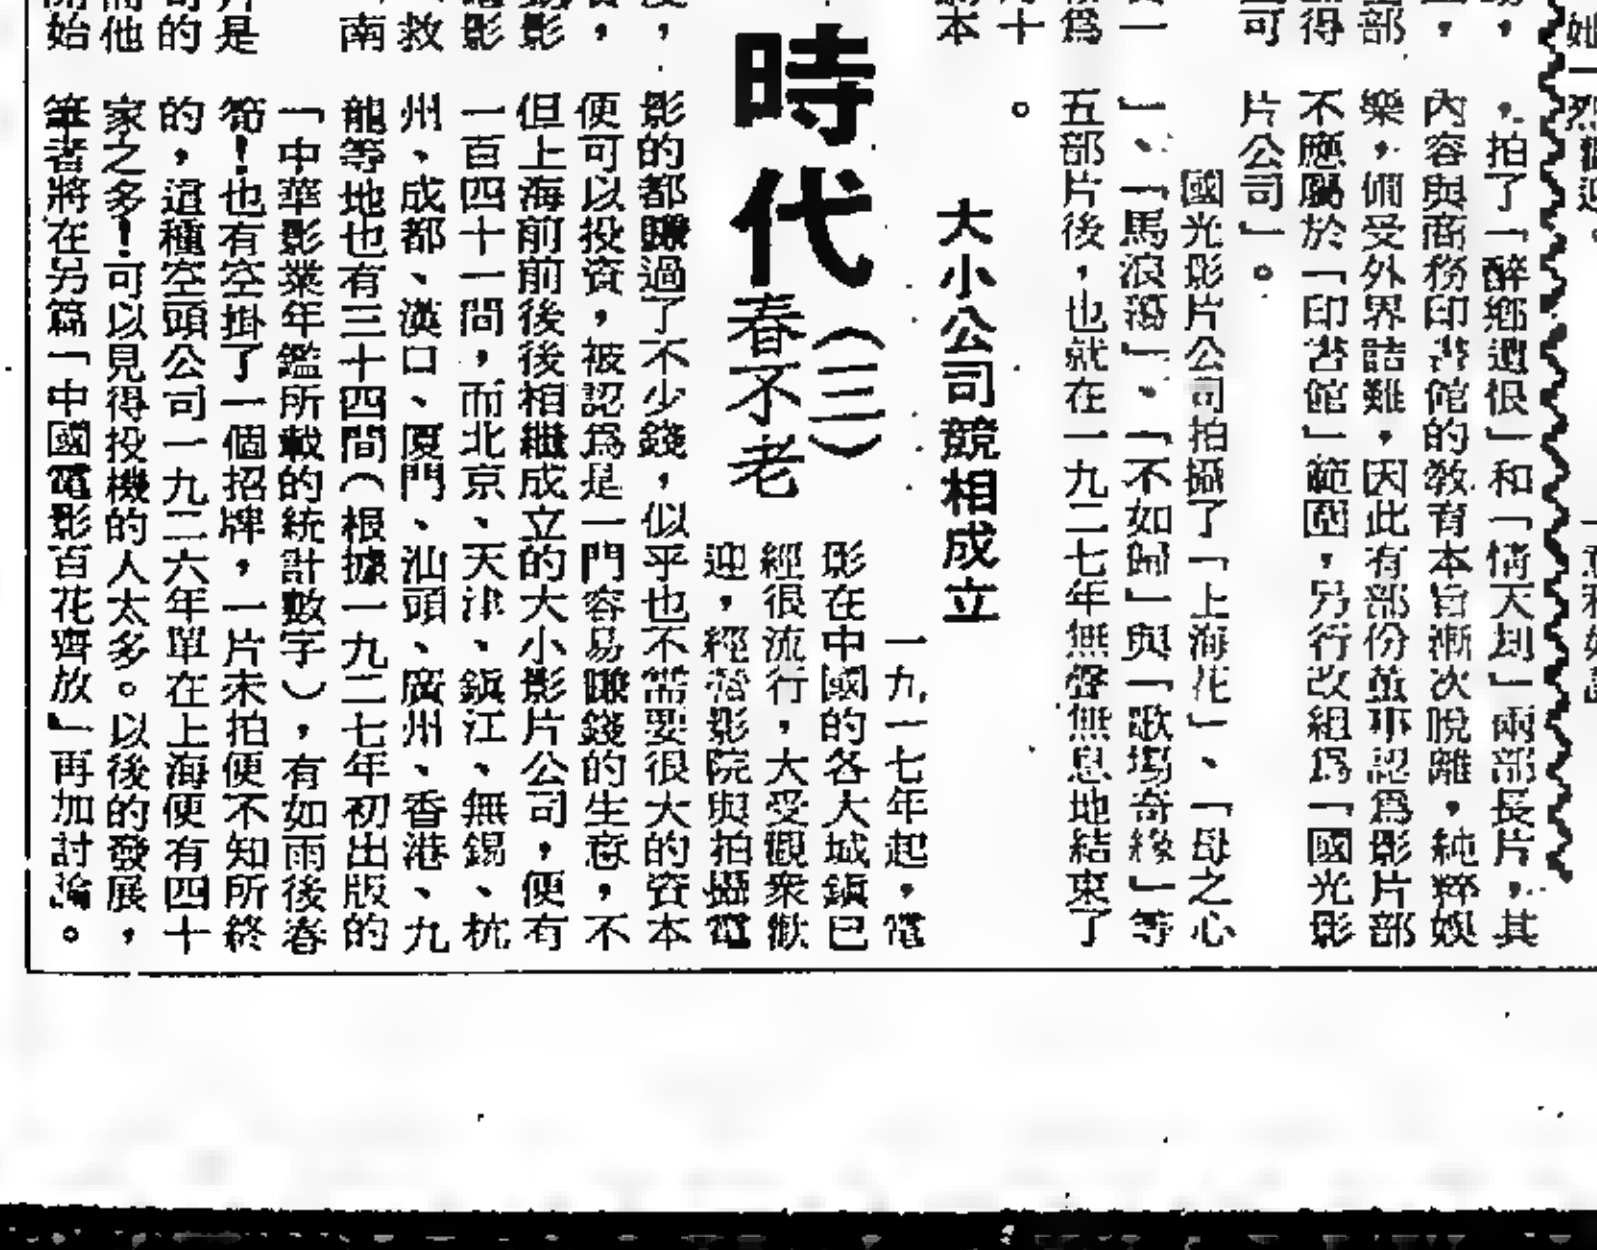 ，拍了「醉鄉遺恨」和「情天刦」兩部長片，其
內容與商務印書館的教育本旨漸次脫離，純粹娛
樂，備受外界詰難，因此有部份董事認爲影片部
不應屬於「印書館」範圍，另行改組爲「國光影
片公司」。
國光影片公司拍攝了「上海花」、「母之心
」、「馬浪蕩」、「不如歸」與「歌場奇緣」等
五部片後，也就在一九二七年無聲無息地結束了
。
大小公司競相成立
時代（三）
春不老
一九一七年起，電
影在中國的各大城鎮已
經很流行，大受觀衆歡
迎，經營影院與拍攝電
影的都賺過了不少錢，似乎也不需要很大的資本
便可以投資，被認爲是一門容易賺錢的生意，不
但上海前前後後相繼成立的大小影片公司，便有
一百四十一間，而北京、天津、鎮江、無錫、杭
州、成都、漢口、厦門、汕頭、廣州、香港、九
龍等地也有三十四間（根據一九二七年初出版的
「中華影業年鑑所載的統計數字），有如雨後春
筍！也有空掛了一個招牌，一片未拍便不知所終
的，這種空頭公司一九二六年單在上海便有四十
家之多！可以見得投機的人太多。以後的發展，
筆者將在另篇「中國電影百花齊放」再加討論。